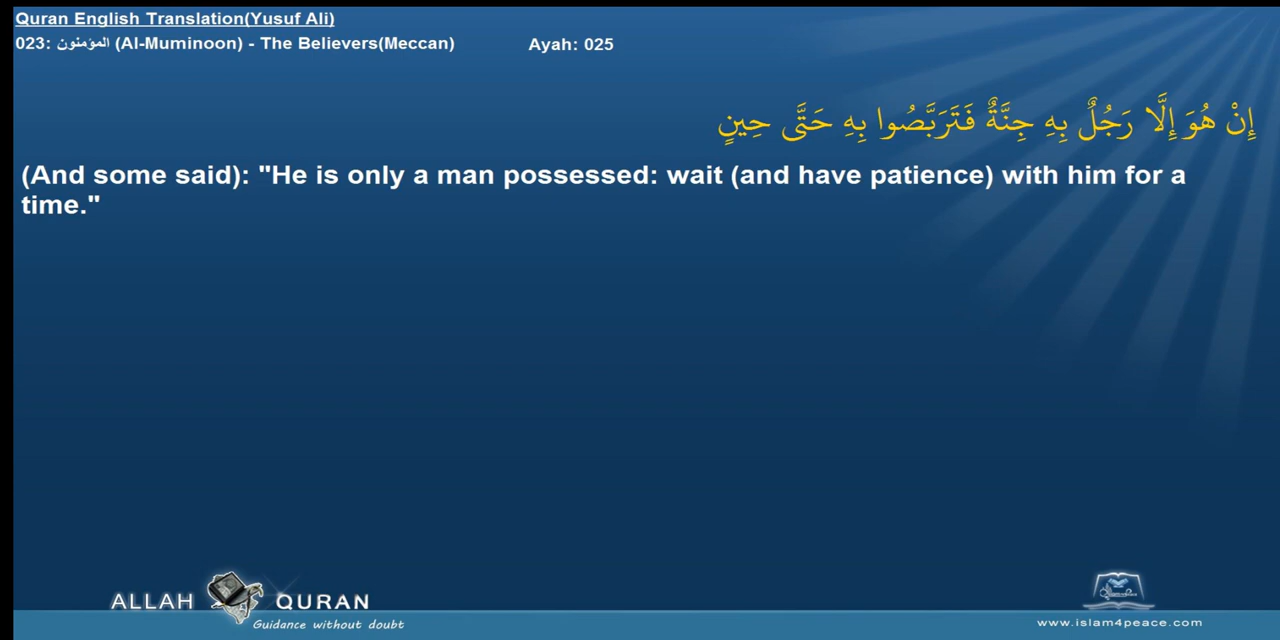 Quran English Translation(Yusuf Ali)
023: المؤمنون (Al-Muminoon) - The Believers(Meccan) Ayah: 025
إِنْ هُوَ إِلَّا رَجُلٌ بِهِ جِنَّةٌ فَتَرَبَّصُوا بِهِ حَتَّى حِينٍ
(And some said): "He is only a man possessed: wait (and have patience) with him for a
time."
ALLAH QURAN
Guidance without doubt
www.islam4peace.com